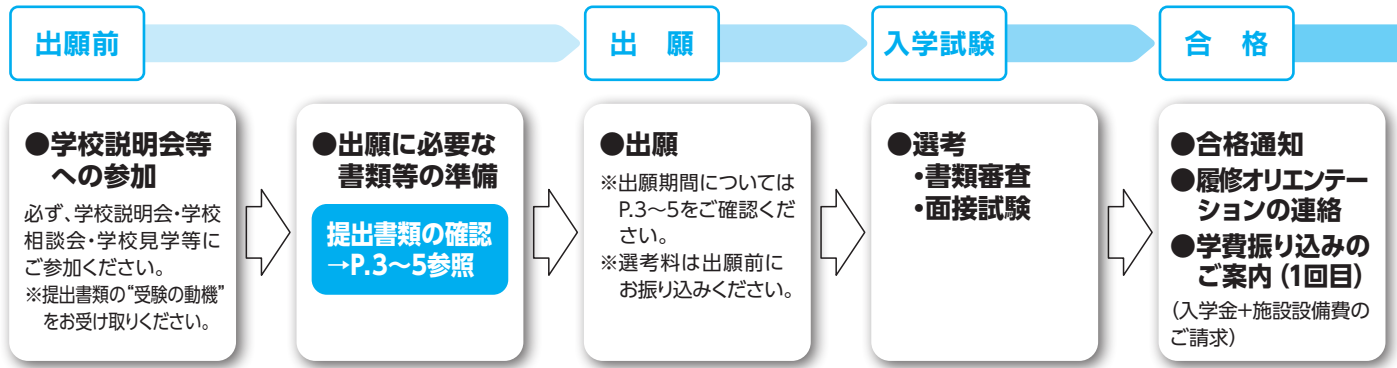 出願前
出　願
入学試験
合　格
●学校説明会等
への参加
必ず、学校説明会・学校
相談会・学校見学等に
ご参加ください。
※提出書類の“受験の動機”
をお受け取りください。
●出願に必要な
書類等の準備
提出書類の確認
→P.3～5参照
●出願
※出願期間については
P.3～5をご確認くだ
さい。
※選考料は出願前に
お振り込みください。
●選考
・書類審査
・面接試験
●合格通知
●履修オリエンテー
ションの連絡
●学費振り込みの
ご案内（1回目）
（入学金+施設設備費の
ご請求）